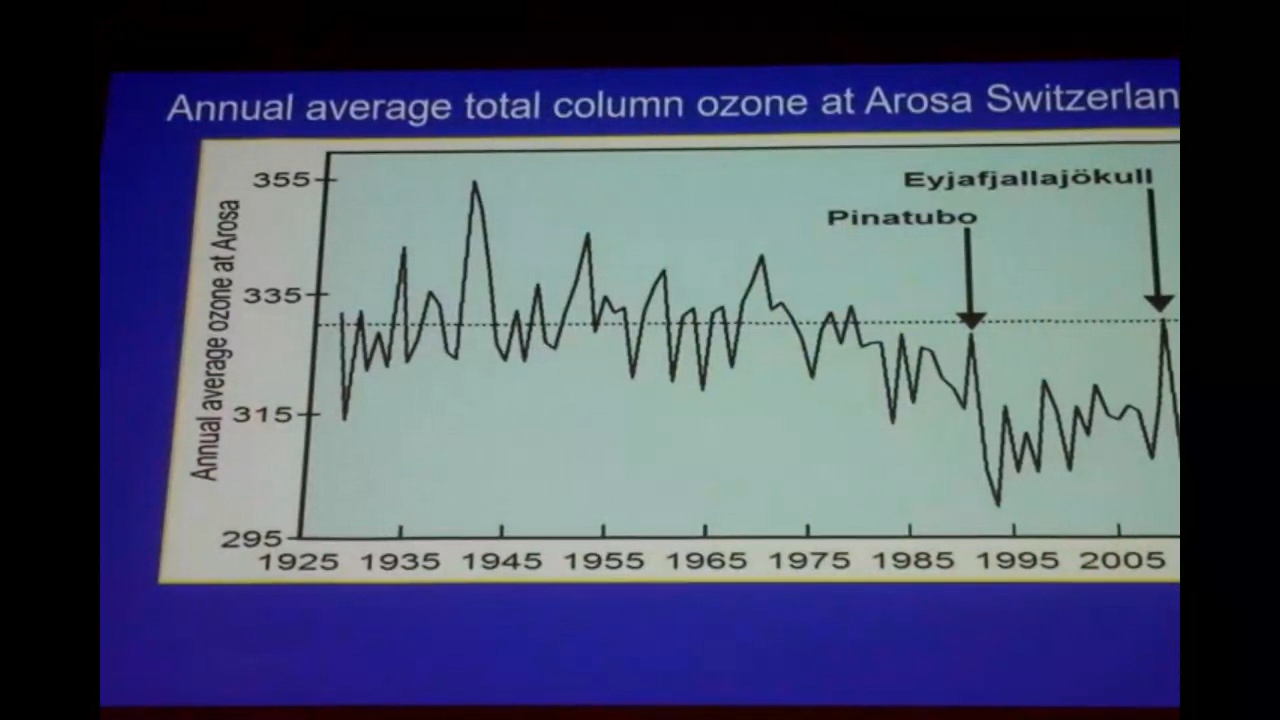 Annual average total column ozone at Arosa Switzerlan
Annual average ozone at Arosa
355
335
315
295
Eyjafjallajökull
Pinatubo
1925 1935 1945 1955 1965 1975 1985 1995 2005